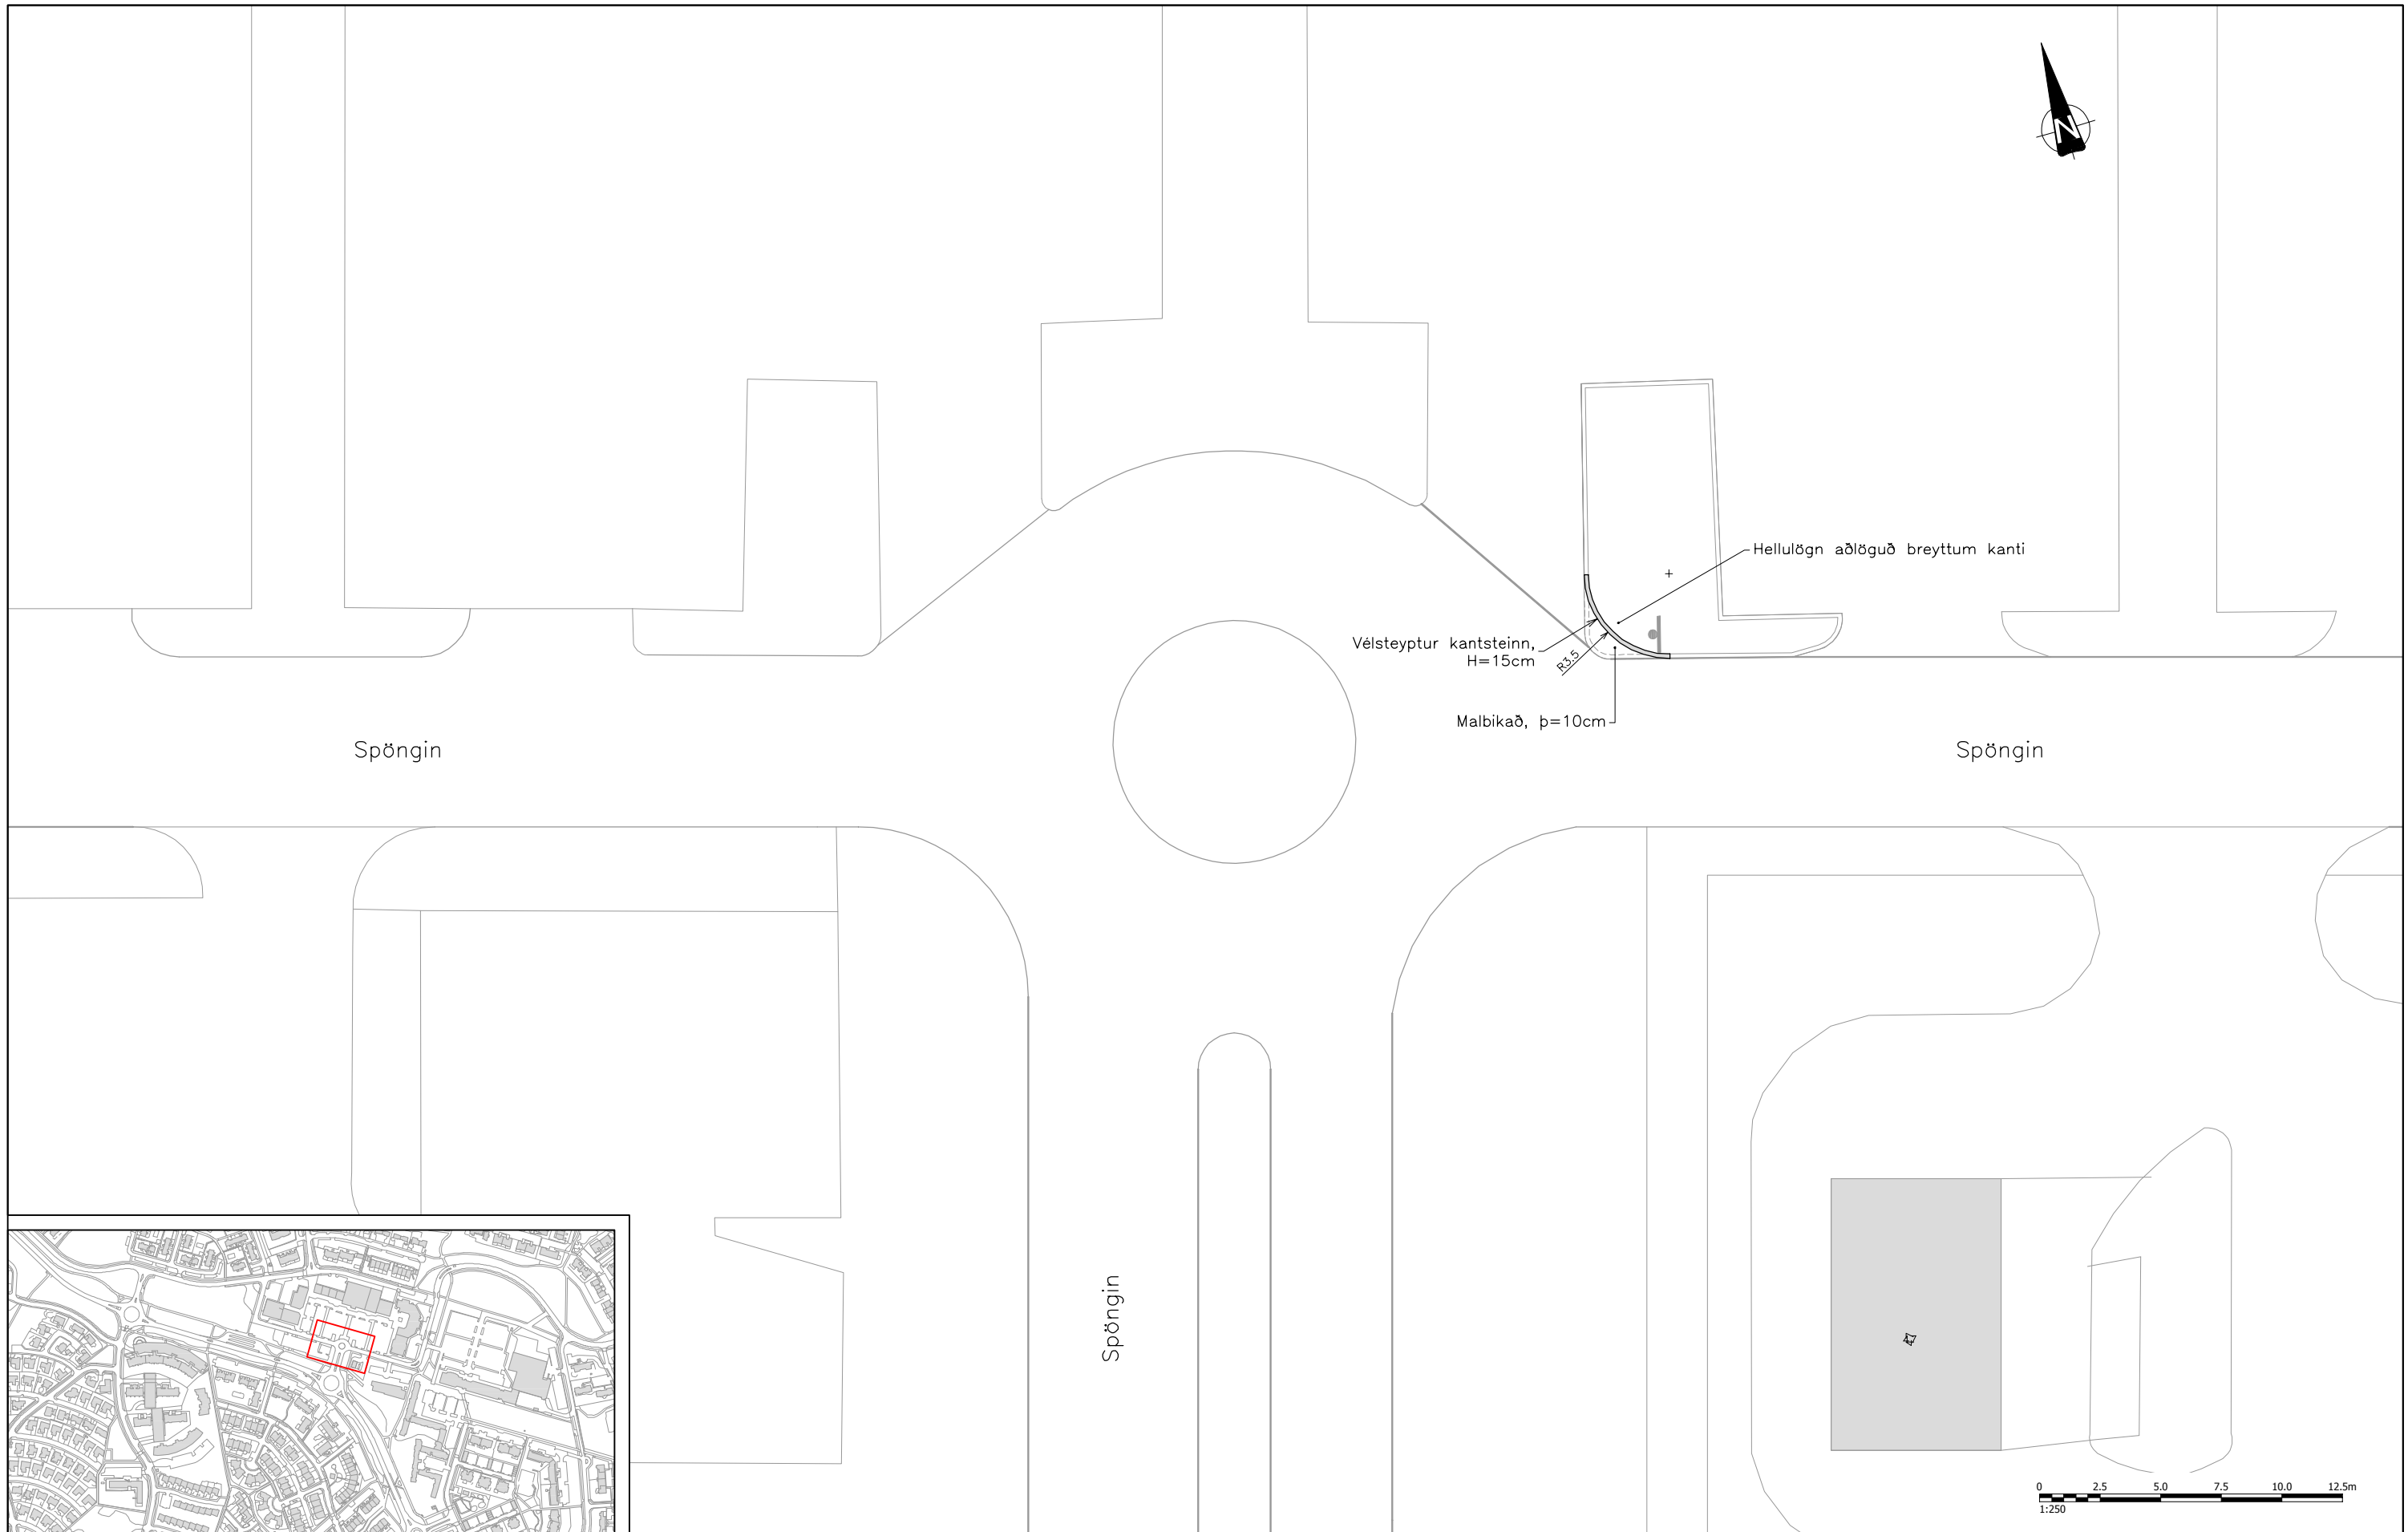 N
Hellulögn aðlöguð breyttum kanti
Vélsteyptur kantsteinn,
H=15cm
R3.5
Malbikað, þ=10cm
Spöngin
Spöngin
Spöngin
0 2.5 5.0 7.5 10.0 12.5m
1:250